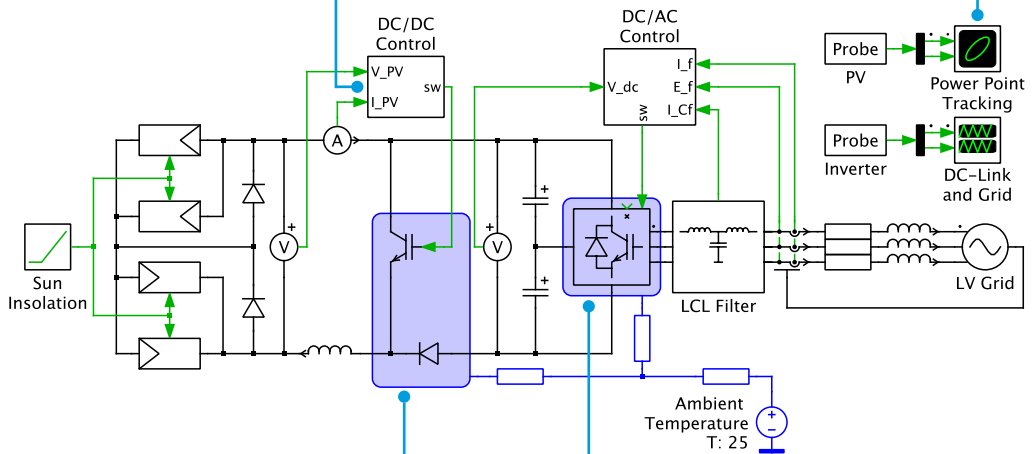 DC/DC
Control
V_PV
I_PV
sw
DC/AC
Control
V_dc
I_f
E_f
I_Cf
sw
Probe
PV
Power Point
Tracking
Probe
Inverter
DC-Link
and Grid
A
V
V
Sun
Insolation
LCL Filter
LV Grid
Ambient
Temperature
T: 25